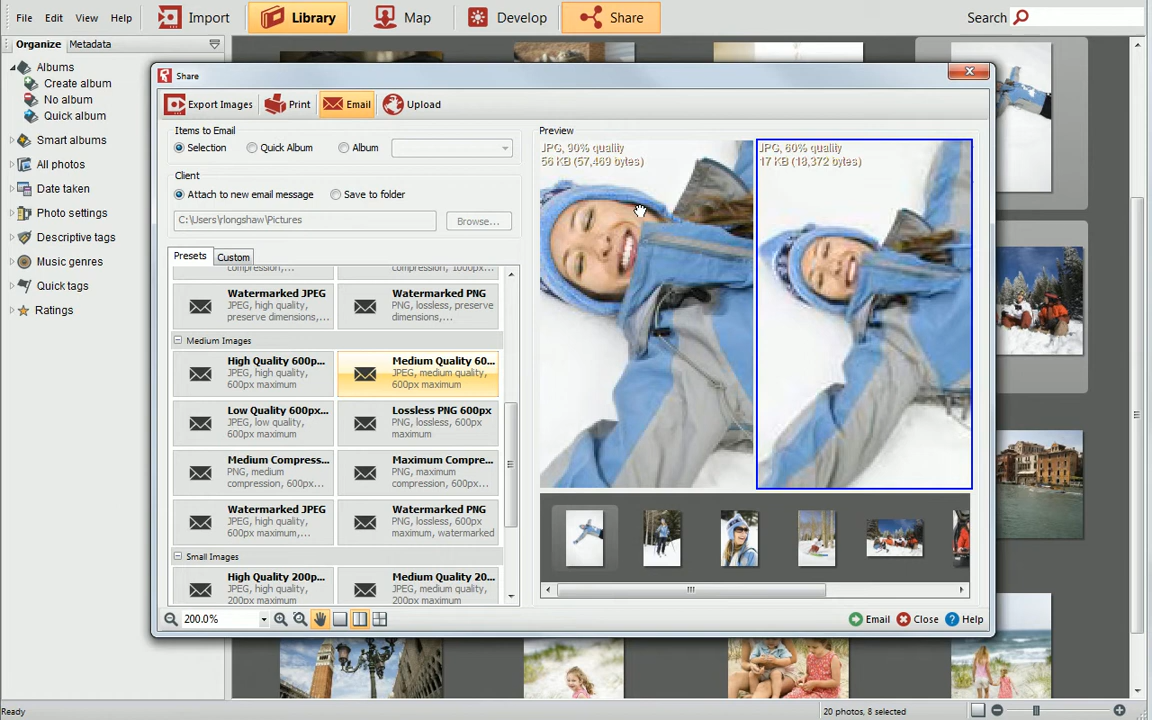 File Edit View Help Import Library Map Develop Share Search
Organize Metadata
Albums
Create album
No album
Quick album
Smart albums
All photos
Date taken
Photo settings
Descriptive tags
Music genres
Quick tags
Ratings
Share
Export Images Print Email Upload
Items to Email
Selection Quick Album Album
Client
Attach to new email message Save to folder
C:\Users\rlongshaw\Pictures Browse...
Presets Custom
compression,...
compression, 1000px...
Watermarked JPEG
JPEG, high quality,
preserve dimensions,...
Watermarked PNG
PNG, lossless, preserve
dimensions,...
Medium Images
High Quality 600p...
JPEG, high quality,
600px maximum
Medium Quality 60...
JPEG, medium quality,
600px maximum
Low Quality 600px...
JPEG, low quality,
600px maximum
Lossless PNG 600px
PNG, lossless, 600px
maximum
Medium Compress...
PNG, medium
compression, 600px...
Maximum Compre...
PNG, maximum
compression, 600px...
Watermarked JPEG
JPEG, high quality,
600px maximum,...
Watermarked PNG
PNG, lossless, 600px
maximum, watermarked
Small Images
High Quality 200p...
JPEG, high quality,
200px maximum
Medium Quality 20...
JPEG, medium quality,
200px maximum
Preview
JPG, 90% quality
56 KB (57,469 bytes)
JPG, 60% quality
17 KB (18,372 bytes)
200.0%
Email Close Help
Ready
20 photos, 8 selected